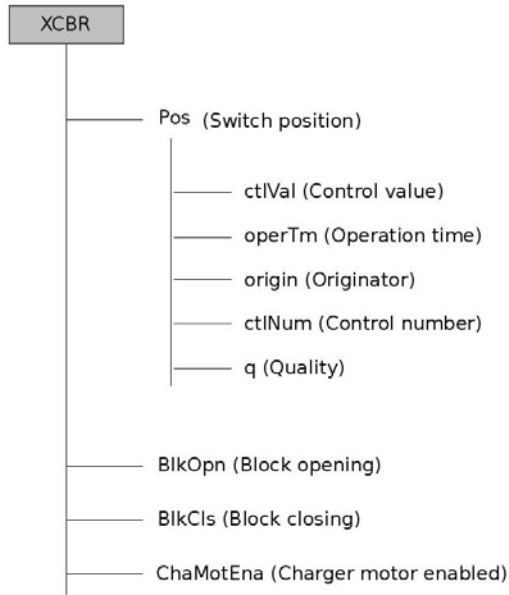 XCBR
Pos (Switch position)
ctlVal (Control value)
operTm (Operation time)
origin (Originator)
ctlNum (Control number)
q (Quality)
BlkOpn (Block opening)
BlkCls (Block closing)
ChaMotEna (Charger motor enabled)